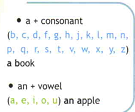 • a + consonant
(b, c, d, f, g, h, j, k, l, m, n,
p, q, r, s, t, v, w, x, y, z)
a book
• an + vowel
(a, e, i, o, u) an apple